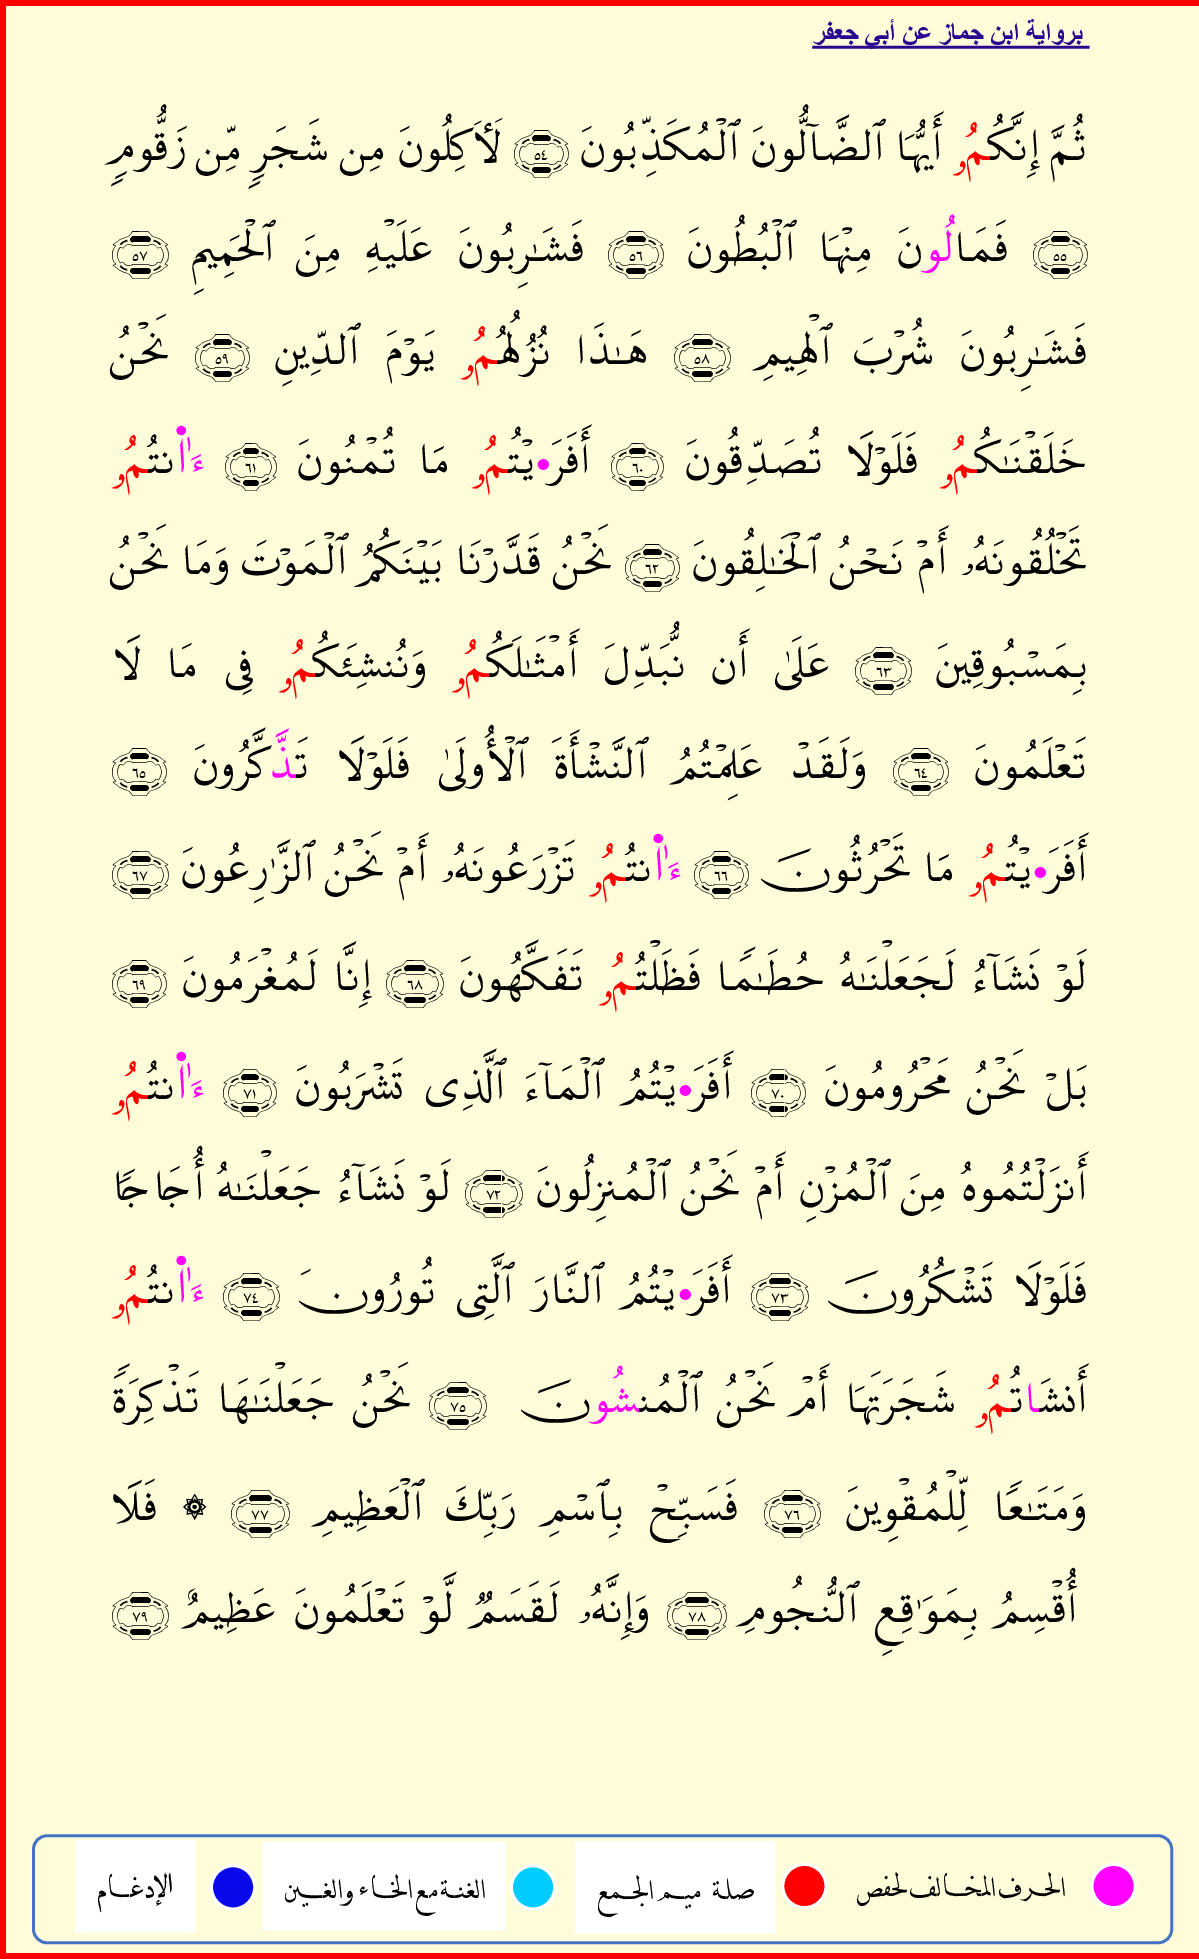 برواية ابن جماز عن أبي جعفر
ثُمَّ إِنَّكُمُۥ أَيُّهَا ٱلضَّآلُّونَ ٱلْمُكَذِّبُونَ ٥٤ لَأَكِلُونَ مِن شَجَرٍ مِّن زَقُّومٍ
٥٥ فَمَالُونَ مِنْهَا ٱلْبُطُونَ ٥٦ فَشَـٰرِبُونَ عَلَيْهِ مِنَ ٱلْحَمِيمِ ٥٧
فَشَـٰرِبُونَ شُرْبَ ٱلْهِيمِ ٥٨ هَـٰذَا نُزُلُهُمُۥ يَوْمَ ٱلدِّينِ ٥٩ نَحْنُ
خَلَقْنَـٰكُمُۥ فَلَوْلَا تُصَدِّقُونَ ٦٠ أَفَرَ•يْتُمُۥ مَا تُمْنُونَ ٦١ ءَا۬نتُمُۥ
تَخْلُقُونَهُۥ أَمْ نَحْنُ ٱلْخَـٰلِقُونَ ٦٢ نَحْنُ قَدَّرْنَا بَيْنَكُمُ ٱلْمَوْتَ وَمَا نَحْنُ
بِمَسْبُوقِينَ ٦٣ عَلَىٰ أَن نُّبَدِّلَ أَمْثَـٰلَكُمُۥ وَنُنشِئَكُمُۥ فِى مَا لَا
تَعْلَمُونَ ٦٤ وَلَقَدْ عَلِمْتُمُ ٱلنَّشْأَةَ ٱلْأُولَىٰ فَلَوْلَا تَذَّكَّرُونَ ٦٥
أَفَرَ•يْتُمُۥ مَا تَحْرُثُونَ ٦٦ ءَا۬نتُمُۥ تَزْرَعُونَهُۥ أَمْ نَحْنُ ٱلزَّٰرِعُونَ ٦٧
لَوْ نَشَآءُ لَجَعَلْنَـٰهُ حُطَـٰمًا فَظَلْتُمُۥ تَفَكَّهُونَ ٦٨ إِنَّا لَمُغْرَمُونَ ٦٩
بَلْ نَحْنُ مَحْرُومُونَ ٧٠ أَفَرَ•يْتُمُ ٱلْمَآءَ ٱلَّذِى تَشْرَبُونَ ٧١ ءَا۬نتُمُۥ
أَنزَلْتُمُوهُ مِنَ ٱلْمُزْنِ أَمْ نَحْنُ ٱلْمُنزِلُونَ ٧٢ لَوْ نَشَآءُ جَعَلْنَـٰهُ أُجَاجًا
فَلَوْلَا تَشْكُرُونَ ٧٣ أَفَرَ•يْتُمُ ٱلنَّارَ ٱلَّتِى تُورُونَ ٧٤ ءَا۬نتُمُۥ
أَنشَاتُمُۥ شَجَرَتَهَا أَمْ نَحْنُ ٱلْمُنشُونَ ٧٥ نَحْنُ جَعَلْنَـٰهَا تَذْكِرَةً
وَمَتَـٰعًا لِّلْمُقْوِينَ ٧٦ فَسَبِّحْ بِٱسْمِ رَبِّكَ ٱلْعَظِيمِ ٧٧ ۞ فَلَا
أُقْسِمُ بِمَوَٰقِعِ ٱلنُّجُومِ ٧٨ وَإِنَّهُۥ لَقَسَمٌ لَّوْ تَعْلَمُونَ عَظِيمٌ ٧٩
الحرف المخالف لحفص صلة ميم الجمع الغنة مع الخاء والغين الإدغام